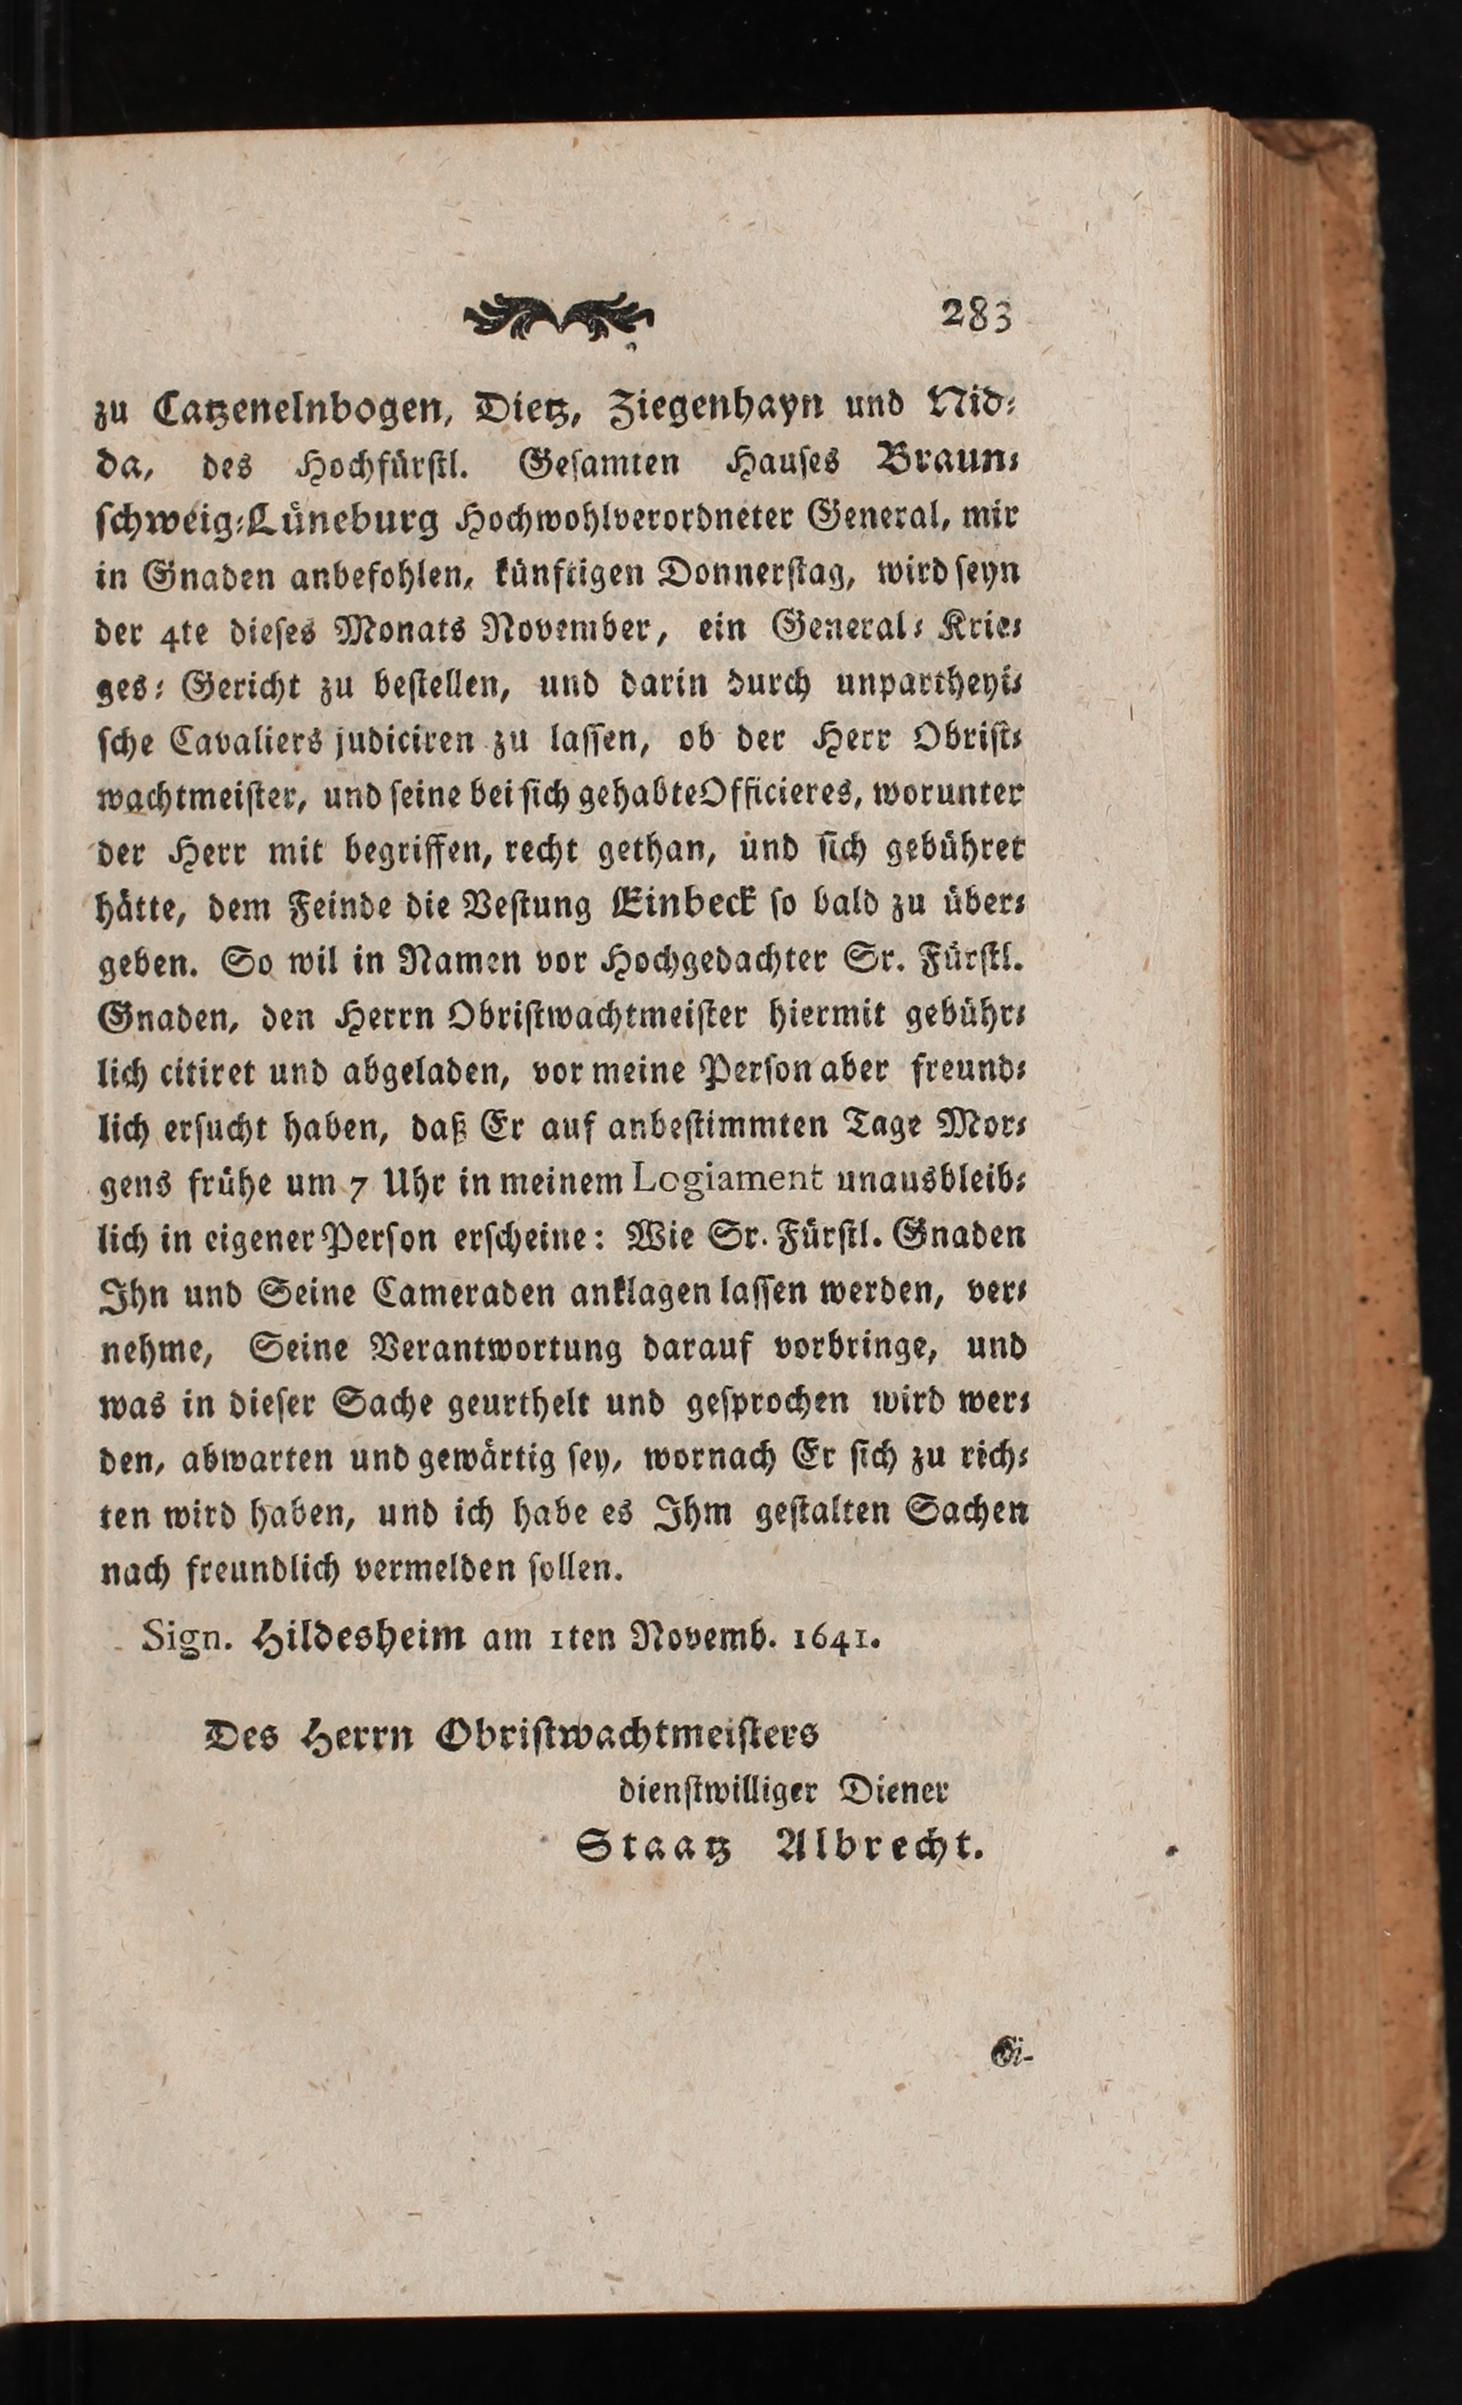 283
zu Catzenelnbogen, Dietz, Ziegenhayn und Nid⸗
da, des Hochfürstl. Gesamten Hauses Braun⸗
schweig⸗Lüneburg Hochwohlverordneter General, mir
in Gnaden anbefohlen, künftigen Donnerstag, wird seyn
der 4te dieses Monats November, ein General⸗Krie⸗
ges⸗Gericht zu bestellen, und darin durch unpartheyi⸗
sche Cavaliers judiciren zu lassen, ob der Herr Obrist⸗
wachtmeister, und seine bei sich gehabte Officieres, worunter
der Herr mit begriffen, recht gethan, und sich gebühret
hätte, dem Feinde die Vestung Einbeck so bald zu über⸗
geben. So wil in Namen vor Hochgedachter Sr. Fürstl.
Gnaden, den Herrn Obristwachtmeister hiermit gebühr⸗
lich citiret und abgeladen, vor meine Person aber freund⸗
lich ersucht haben, daß Er auf anbestimmten Tage Mor⸗
gens frühe um 7 Uhr in meinem Logiament unausbleib⸗
lich in eigener Person erscheine: Wie Sr. Fürstl. Gnaden
Ihn und Seine Cameraden anklagen lassen werden, ver⸗
nehme, Seine Verantwortung darauf vorbringe, und
was in dieser Sache geurthelt und gesprochen wird wer⸗
den, abwarten und gewärtig sey, wornach Er sich zu rich⸗
ten wird haben, und ich habe es Ihm gestalten Sachen
nach freundlich vermelden sollen.
Sign. Hildesheim am 1ten Novemb. 1641.
Des Herrn Obristwachtmeisters
dienstwilliger Diener
Staatz Albrecht.